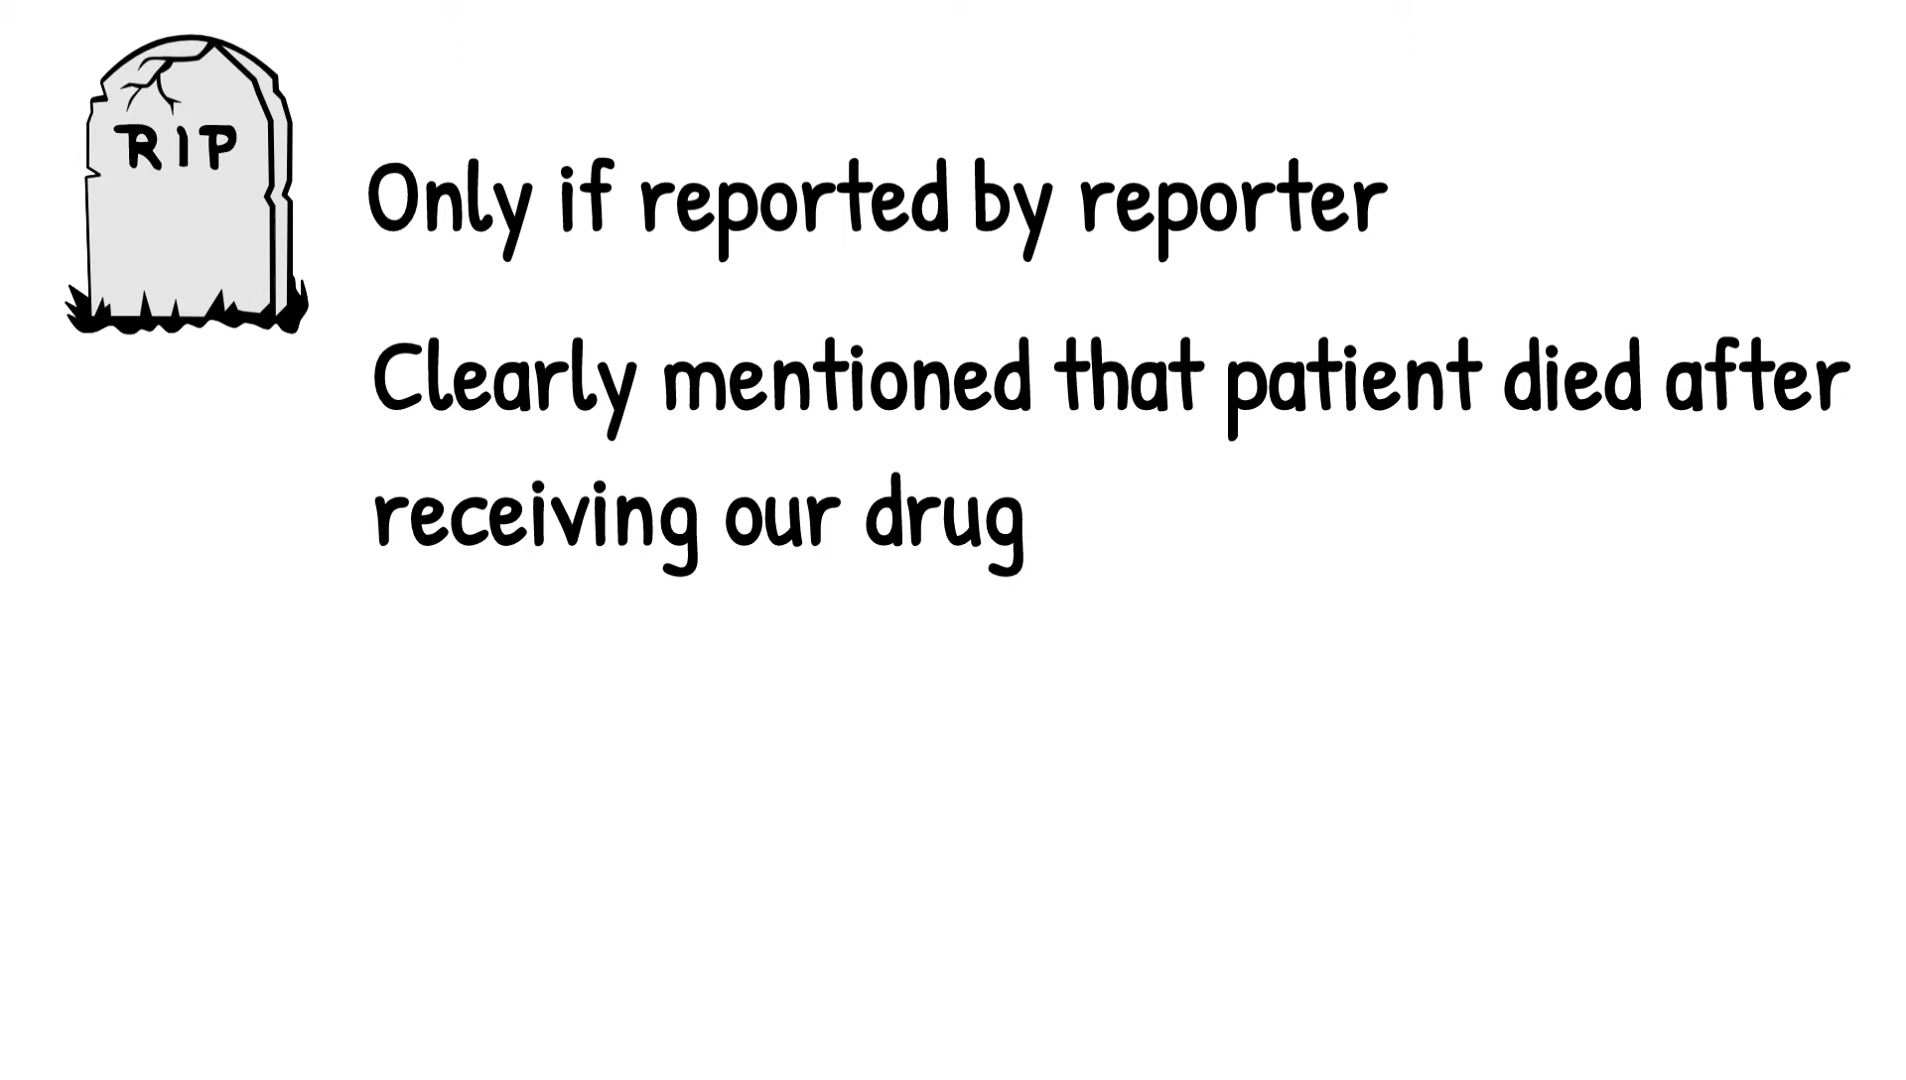 RIP
Only if reported by reporter
Clearly mentioned that patient died after
receiving our drug